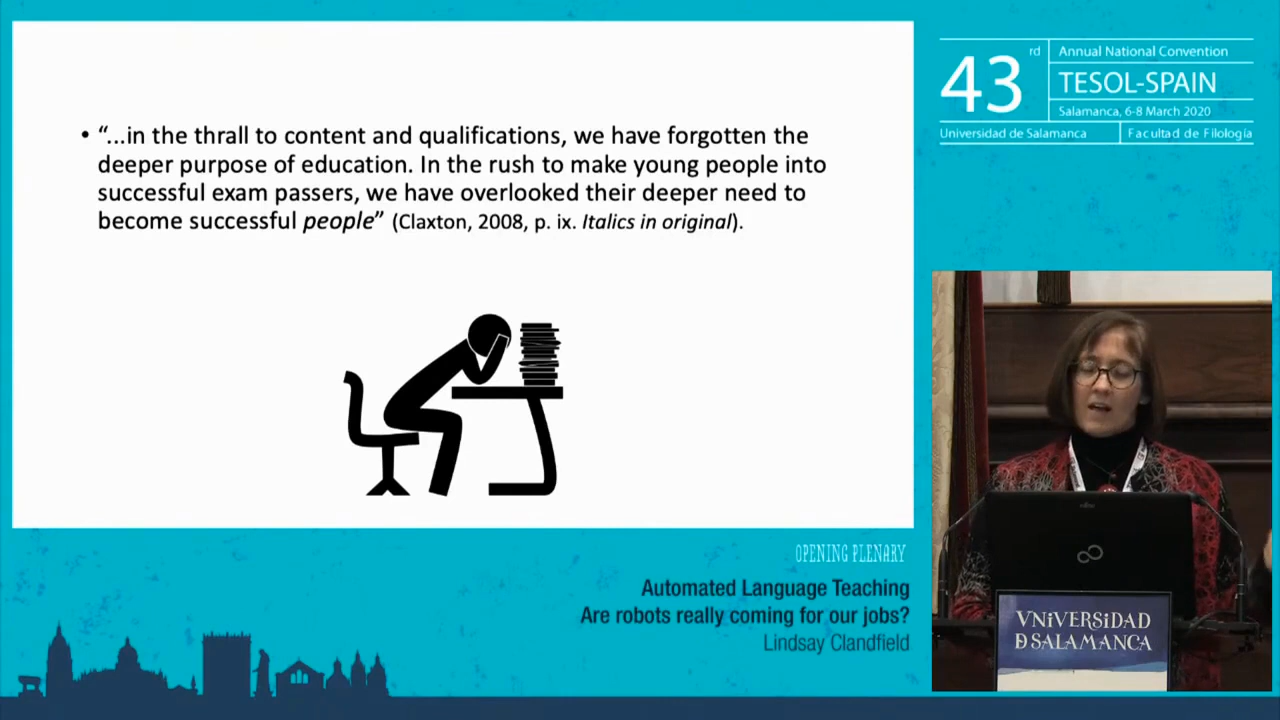 • “...in the thrall to content and qualifications, we have forgotten the
deeper purpose of education. In the rush to make young people into
successful exam passers, we have overlooked their deeper need to
become successful people” (Claxton, 2008, p. ix. Italics in original).
43rd
Annual National Convention
TESOL-SPAIN
Salamanca, 6-8 March 2020
Universidad de Salamanca
Facultad de Filología
OPENING PLENARY
Automated Language Teaching
Are robots really coming for our jobs?
Lindsay Clandfield
VNiVERSiDAD
D SALAMANCA